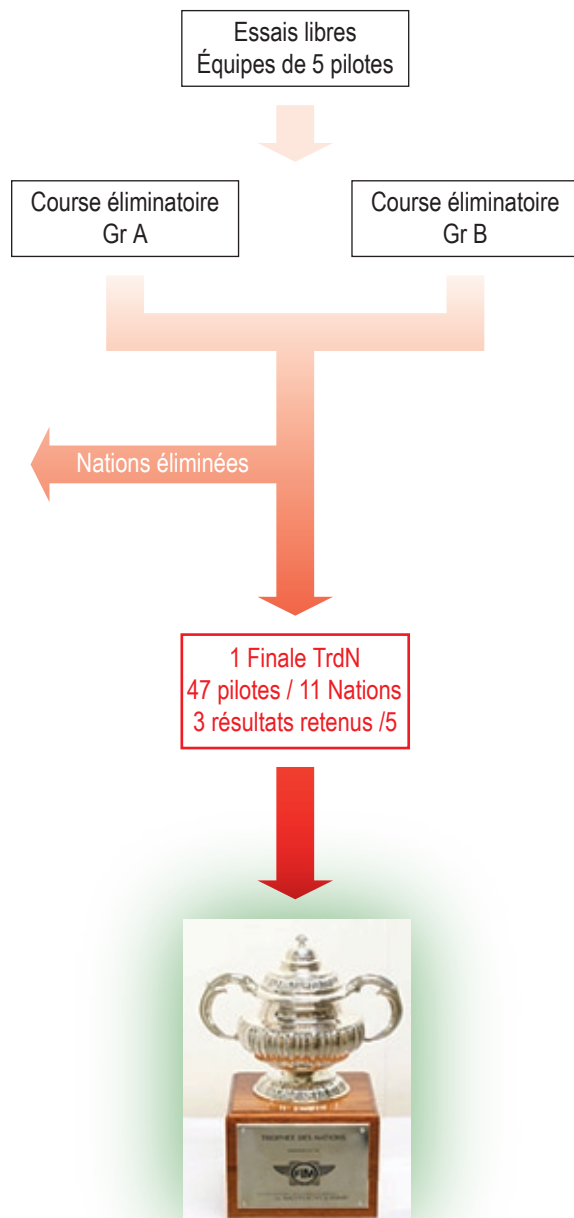 Essais libres
Équipes de 5 pilotes
Course éliminatoire
Gr A
Course éliminatoire
Gr B
Nations éliminées
1 Finale TrdN
47 pilotes / 11 Nations
3 résultats retenus /5
TROPHÉE DES NATIONS
FIM